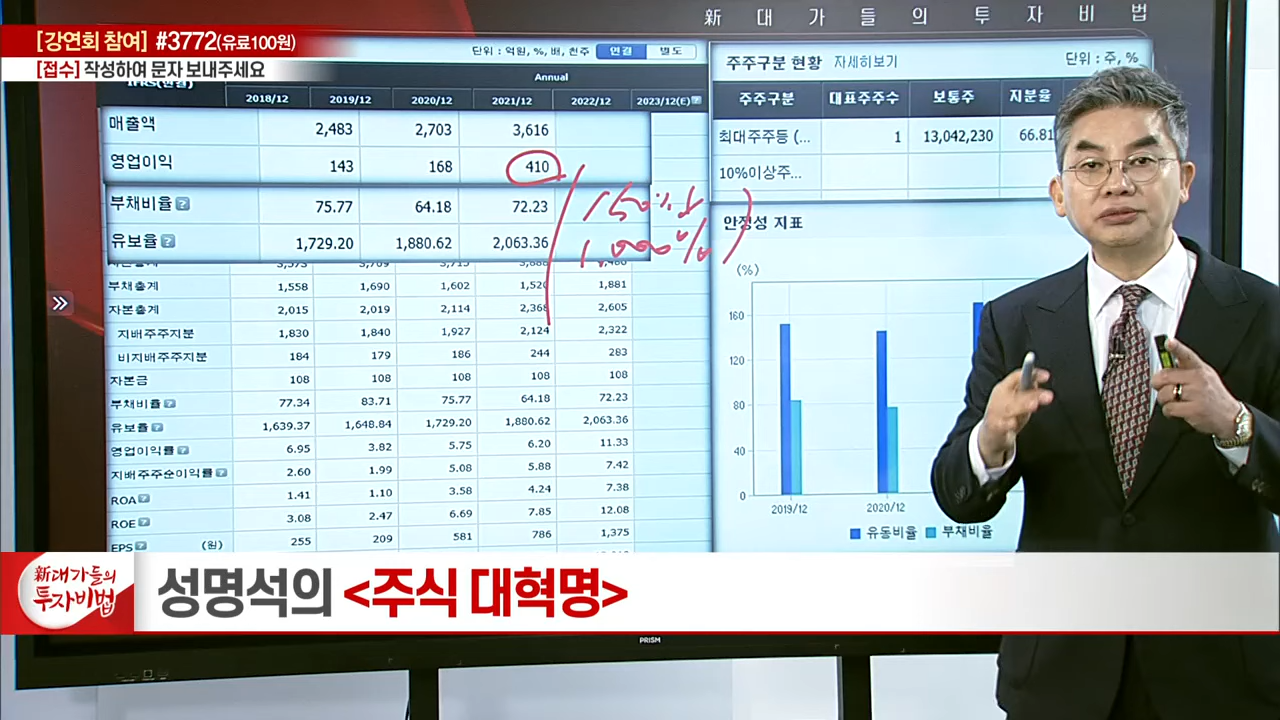 新 대 가 들 의 투 자 비 법
[강연회 참여] #3772(유료100원)
[접수] 작성하여 문자 보내주세요
단위 : 억원, %, 배, 천주 연결 별도
IFRS(연결) Annual
2018/12 2019/12 2020/12 2021/12 2022/12 2023/12(E)
매출액 2,483 2,703 3,616
영업이익 143 168 410
부채비율 75.77 64.18 72.23
유보율 1,729.20 1,880.62 2,063.36
150%↓
1,000%
부채총계 1,558 1,690 1,602 1,520 1,881
자본총계 2,015 2,019 2,114 2,368 2,605
지배주주지분 1,830 1,840 1,927 2,124 2,322
비지배주주지분 184 179 186 244 283
자본금 108 108 108 108 108
부채비율 77.34 83.71 75.77 64.18 72.23
유보율 1,639.37 1,648.84 1,729.20 1,880.62 2,063.36
영업이익률 6.95 3.82 5.75 6.20 11.33
지배주주순이익률 2.60 1.99 5.08 5.88 7.42
ROA 1.41 1.10 3.58 4.24 7.38
ROE 3.08 2.47 6.69 7.85 12.08
EPS (원) 255 209 581 786 1,375
주주구분 현황 자세히보기 단위 : 주, %
주주구분 대표주주수 보통주 지분율
최대주주등 (... 1 13,042,230 66.81
10%이상주...
안정성 지표
(%)
160
120
80
40
0
2019/12 2020/12
유동비율 부채비율
新대가들의
투자비법
성명석의 <주식 대혁명>
PRISM